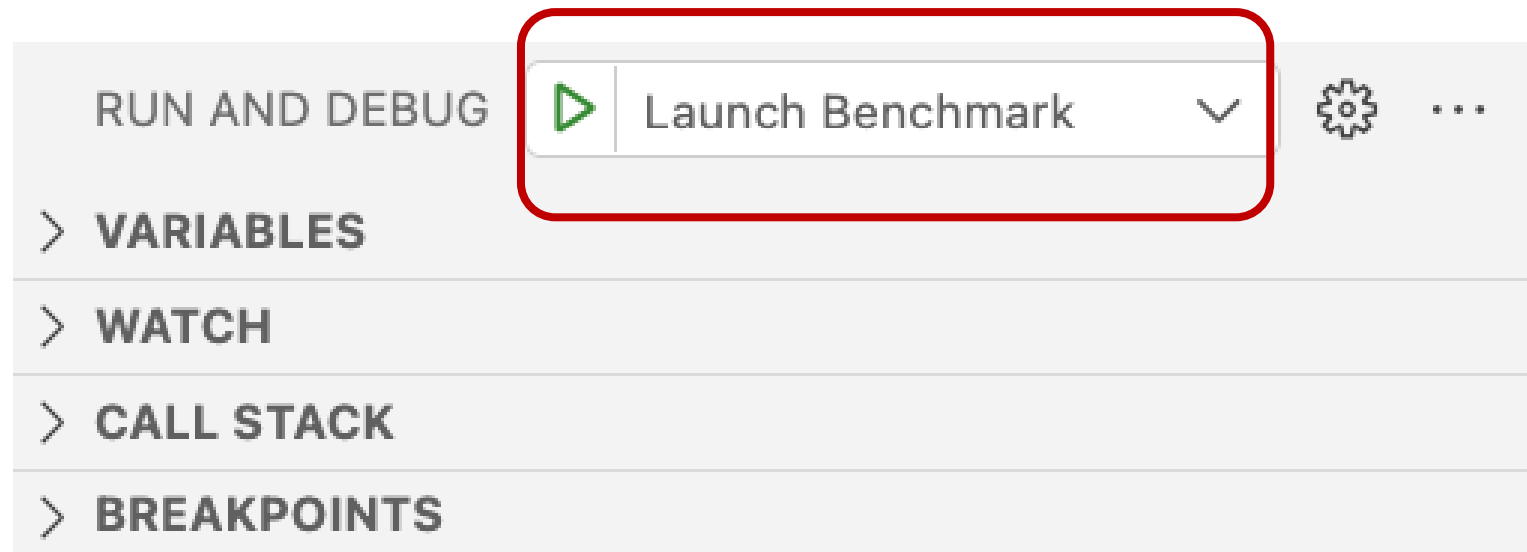 RUN AND DEBUG Launch Benchmark
VARIABLES
WATCH
CALL STACK
BREAKPOINTS